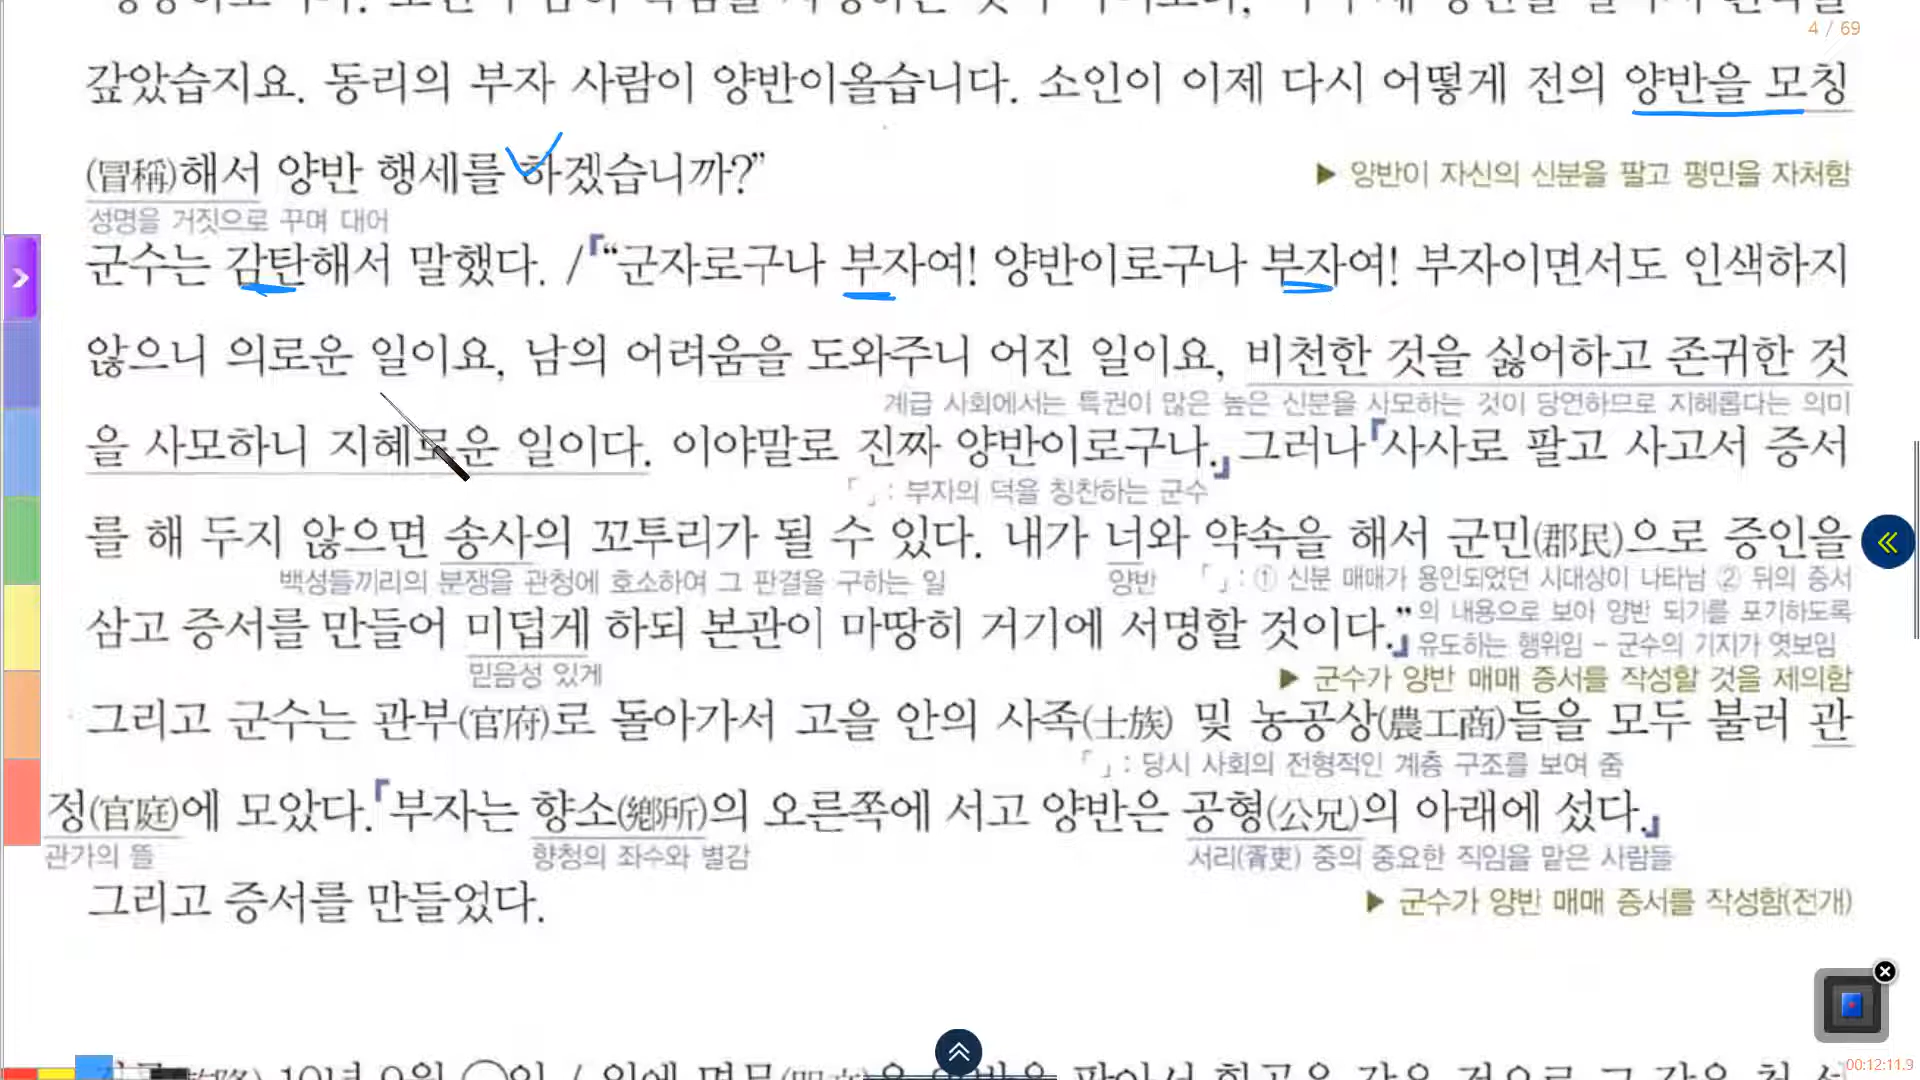 4 / 69
갚았습지요. 동리의 부자 사람이 양반이올습니다. 소인이 이제 다시 어떻게 전의 양반을 모칭
(冒稱)해서 양반 행세를 하겠습니까?”
▶ 양반이 자신의 신분을 팔고 평민을 자처함
성명을 거짓으로 꾸며 대어
군수는 감탄해서 말했다. /「“군자로구나 부자여! 양반이로구나 부자여! 부자이면서도 인색하지
않으니 의로운 일이요, 남의 어려움을 도와주니 어진 일이요, 비천한 것을 싫어하고 존귀한 것
계급 사회에서는 특권이 많은 높은 신분을 사모하는 것이 당연하므로 지혜롭다는 의미
을 사모하니 지혜로운 일이다. 이야말로 진짜 양반이로구나.」 그러나「사사로 팔고 사고서 증서
「 」: 부자의 덕을 칭찬하는 군수
를 해 두지 않으면 송사의 꼬투리가 될 수 있다. 내가 너와 약속을 해서 군민(郡民)으로 증인을
백성들끼리의 분쟁을 관청에 호소하여 그 판결을 구하는 일
양반
「 」: ① 신분 매매가 용인되었던 시대상이 나타남 ② 뒤의 증서
삼고 증서를 만들어 미덥게 하되 본관이 마땅히 거기에 서명할 것이다.」”
의 내용으로 보아 양반 되기를 포기하도록
유도하는 행위임 – 군수의 기지가 엿보임
믿음성 있게
▶ 군수가 양반 매매 증서를 작성할 것을 제의함
그리고 군수는 관부(官府)로 돌아가서 고을 안의 사족(士族) 및 농공상(農工商)들을 모두 불러 관
「 」: 당시 사회의 전형적인 계층 구조를 보여 줌
정(官庭)에 모았다.「부자는 향소(鄕所)의 오른쪽에 서고 양반은 공형(公兄)의 아래에 섰다.」
관가의 뜰
향청의 좌수와 별감
서리(胥吏) 중의 중요한 직임을 맡은 사람들
그리고 증서를 만들었다.
▶ 군수가 양반 매매 증서를 작성함(전개)
00:12:11.9